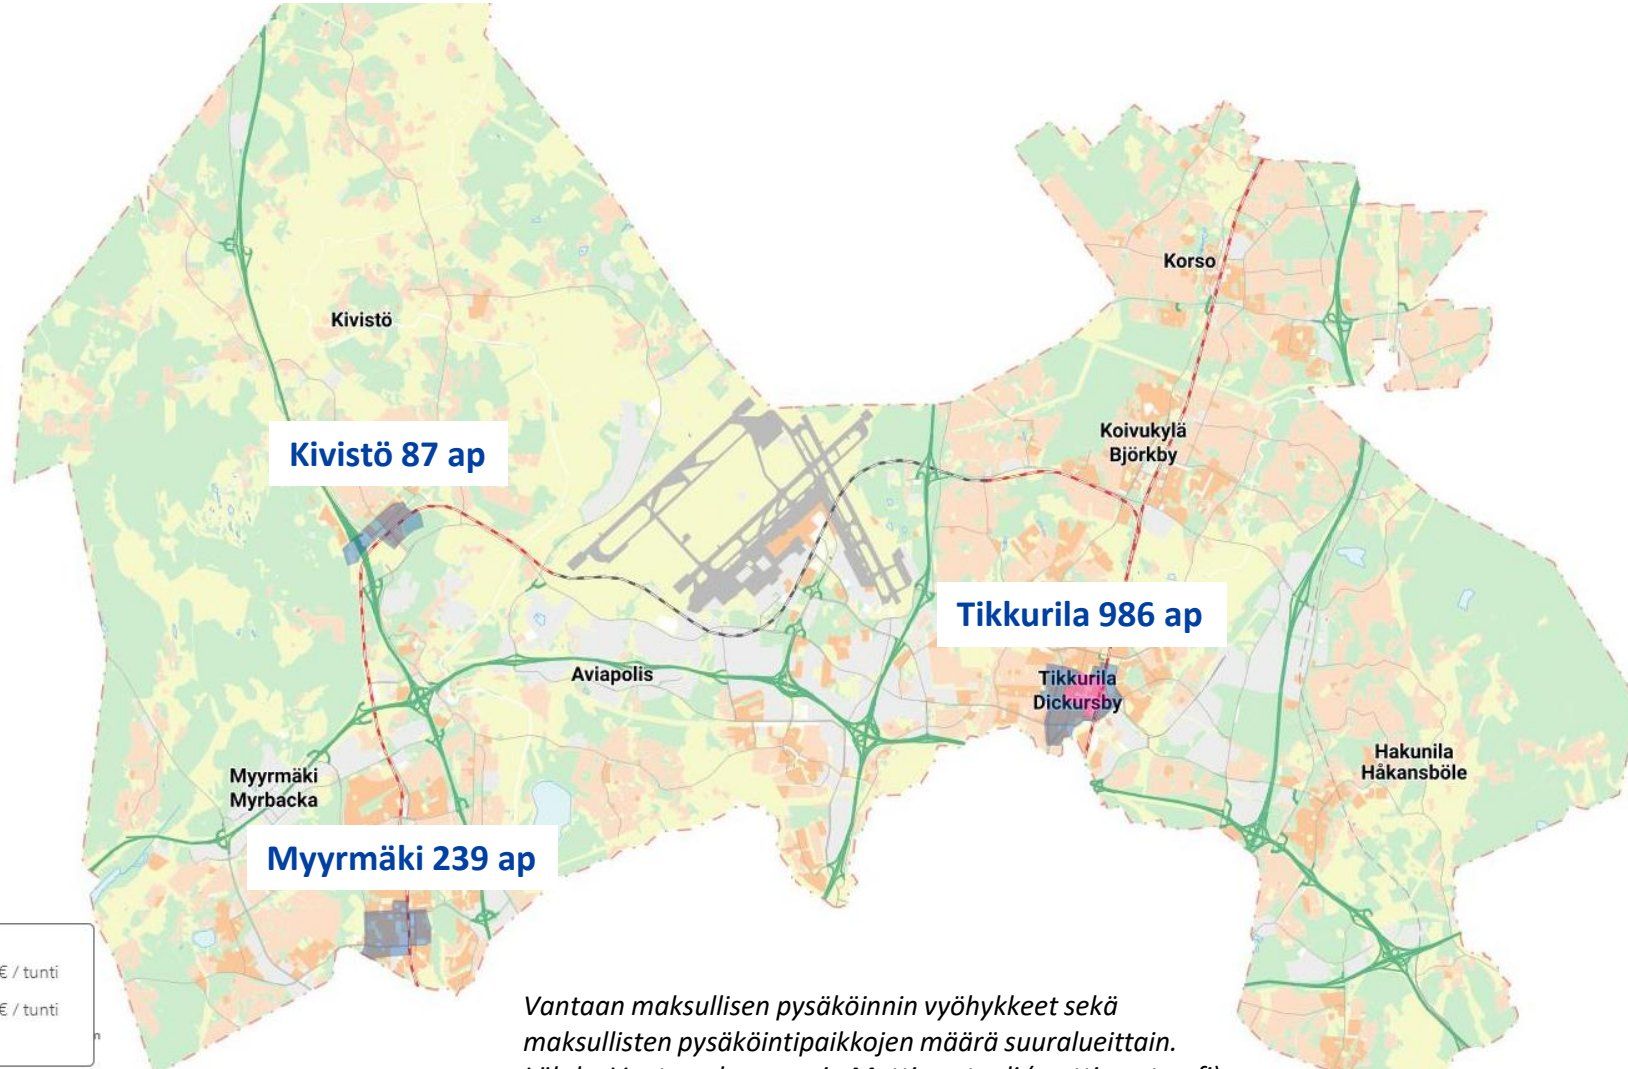 Korso
Kivistö
Kivistö 87 ap
Koivukylä
Björkby
Tikkurila 986 ap
Aviapolis
Tikkurila
Dickursby
Hakunila
Håkansböle
Myyrmäki
Myrbacka
Myyrmäki 239 ap
€ / tunti
€ / tunti
Vantaan maksullisen pysäköinnin vyöhykkeet sekä
maksullisten pysäköintipaikkojen määrä suuralueittain.